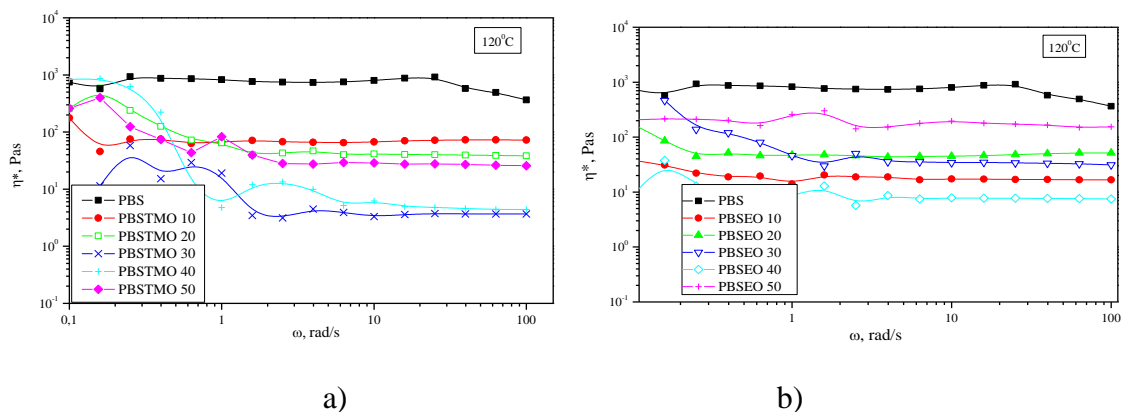 a)
10⁴
10³
10²
10¹
10⁰
10⁻¹
η*, Pas
120⁰C
PBS
PBSTMO 10
PBSTMO 20
PBSTMO 30
PBSTMO 40
PBSTMO 50
0,1 1 10 100
ω, rad/s
b)
10⁴
10³
10²
10¹
10⁰
10⁻¹
η*, Pas
120⁰C
PBS
PBSEO 10
PBSEO 20
PBSEO 30
PBSEO 40
PBSEO 50
1 10 100
ω, rad/s
a) b)